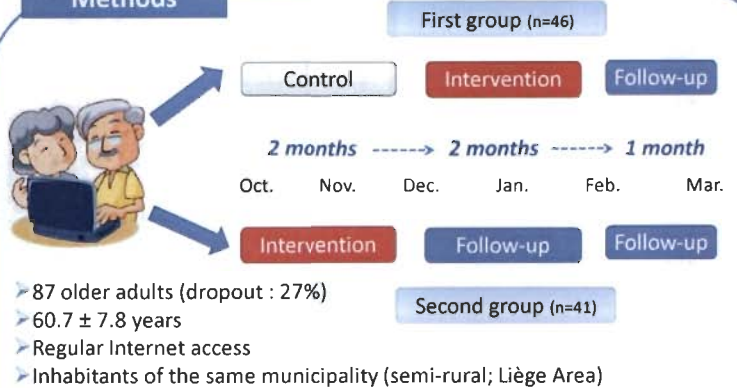 Methods
First group (n=46)
Control Intervention Follow-up
2 months ------> 2 months ------> 1 month
Oct. Nov. Dec. Jan. Feb. Mar.
Intervention Follow-up Follow-up
Second group (n=41)
➢87 older adults (dropout : 27%)
➢60.7 ± 7.8 years
➢Regular Internet access
➢Inhabitants of the same municipality (semi-rural; Liège Area)